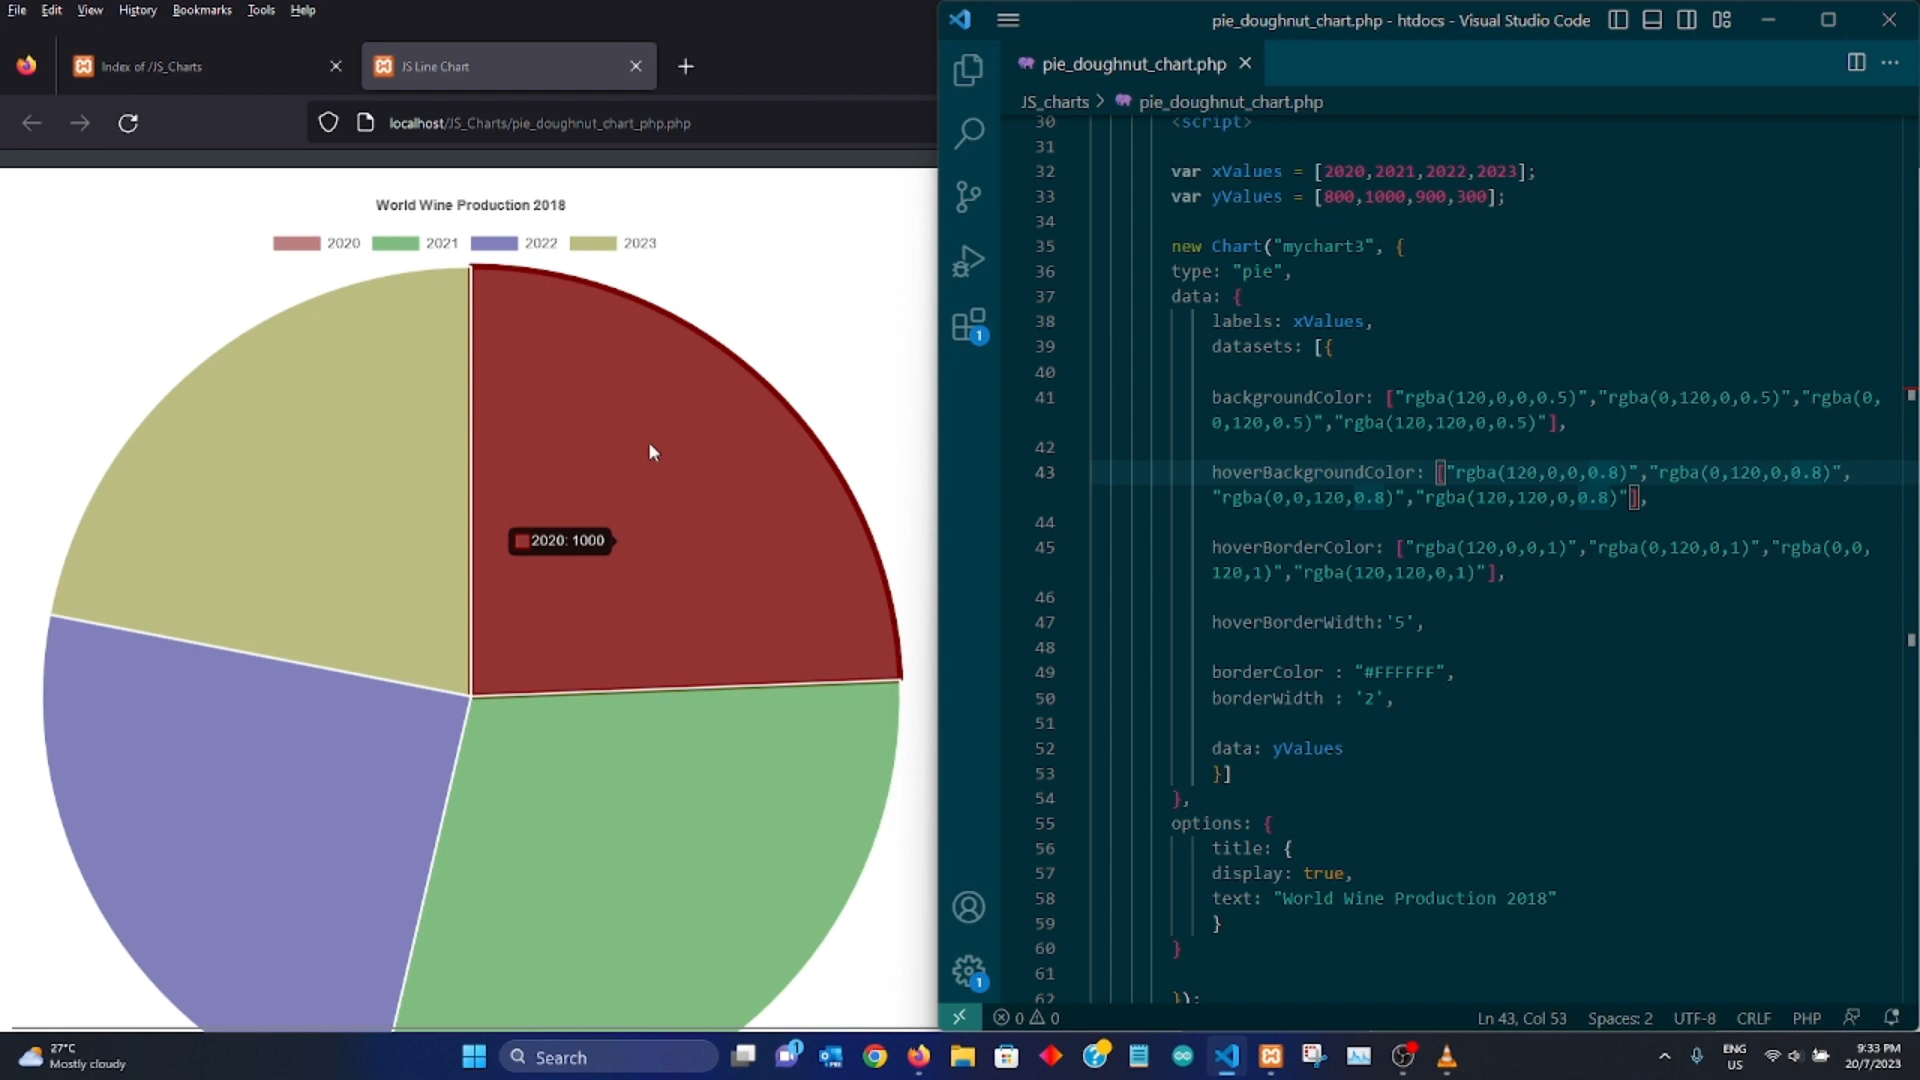 File Edit View History Bookmarks Tools Help
Index of /JS_Charts
JS Line Chart
localhost/JS_Charts/pie_doughnut_chart_php.php
World Wine Production 2018
2020 2021 2022 2023
2020: 1000
pie_doughnut_chart.php - htdocs - Visual Studio Code
pie_doughnut_chart.php
JS_charts > pie_doughnut_chart.php
30 <script>
31
32 var xValues = [2020,2021,2022,2023];
33 var yValues = [800,1000,900,300];
34
35 new Chart("mychart3", {
36 type: "pie",
37 data: {
38 labels: xValues,
39 datasets: [{
40
41 backgroundColor: ["rgba(120,0,0,0.5)","rgba(0,120,0,0.5)","rgba(0,
0,120,0.5)","rgba(120,120,0,0.5)"],
42
43 hoverBackgroundColor: ["rgba(120,0,0,0.8)","rgba(0,120,0,0.8)",
"rgba(0,0,120,0.8)","rgba(120,120,0,0.8)"],
44
45 hoverBorderColor: ["rgba(120,0,0,1)","rgba(0,120,0,1)","rgba(0,0,
120,1)","rgba(120,120,0,1)"],
46
47 hoverBorderWidth:'5',
48
49 borderColor : "#FFFFFF",
50 borderWidth : '2',
51
52 data: yValues
53 }]
54 },
55 options: {
56 title: {
57 display: true,
58 text: "World Wine Production 2018"
59 }
60 }
61
62 });
1
1
0 0
Ln 43, Col 53 Spaces: 2 UTF-8 CRLF PHP
27°C
Mostly cloudy
Search
1
ENG
US
9:33 PM
20/7/2023